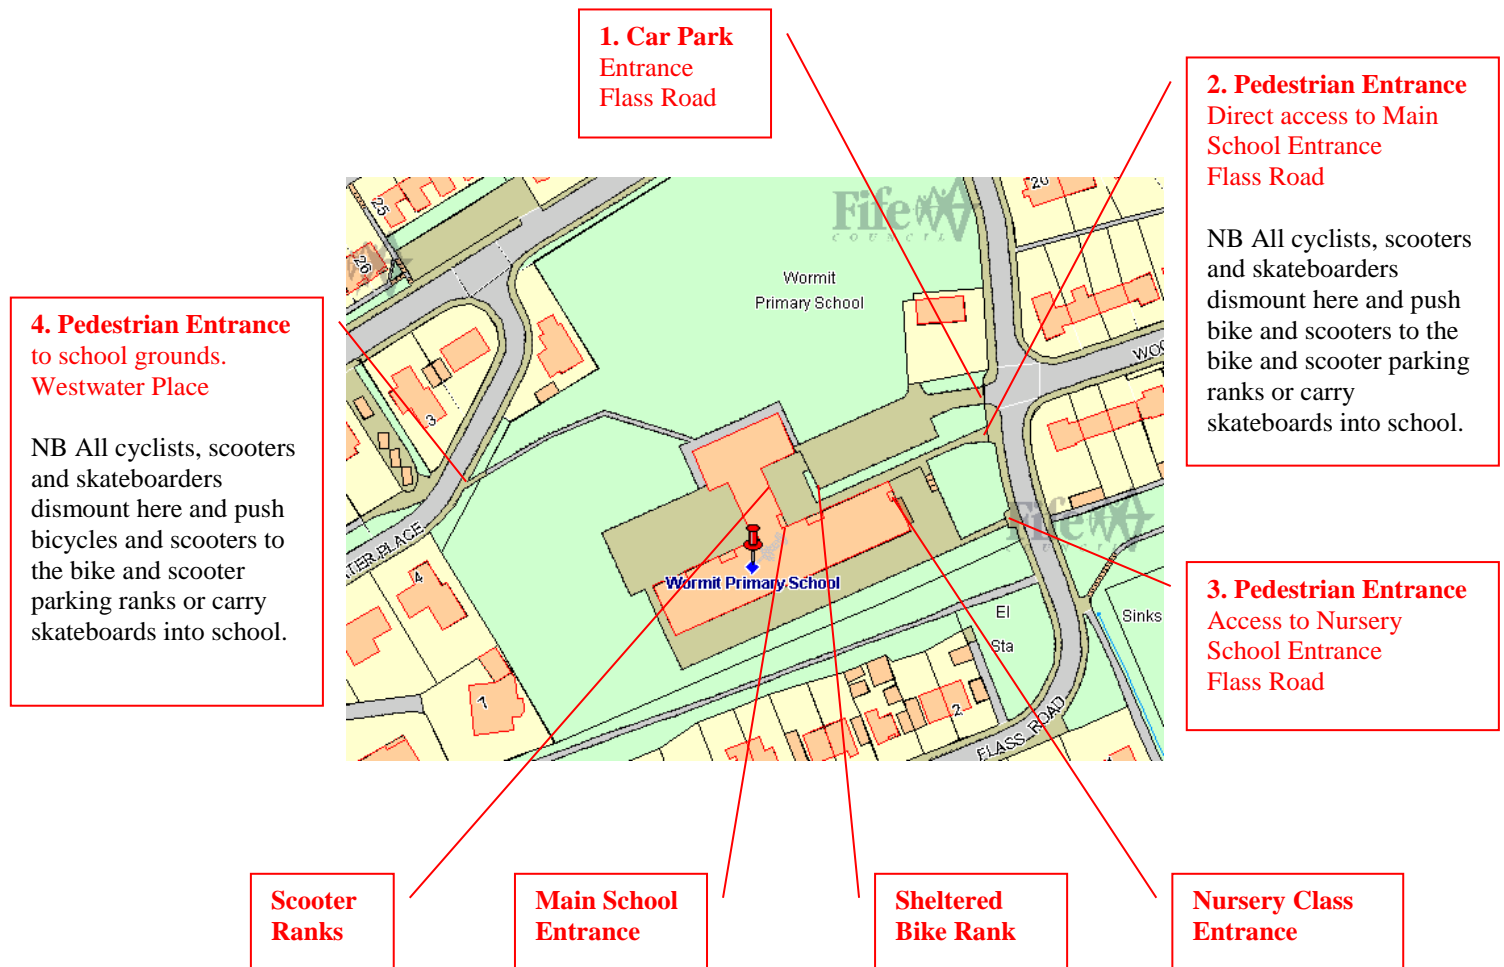 1. Car Park
Entrance
Flass Road
2. Pedestrian Entrance
Direct access to Main
School Entrance
Flass Road
NB All cyclists, scooters
and skateboarders
dismount here and push
bike and scooters to the
bike and scooter parking
ranks or carry
skateboards into school.
4. Pedestrian Entrance
to school grounds.
Westwater Place
NB All cyclists, scooters
and skateboarders
dismount here and push
bicycles and scooters to
the bike and scooter
parking ranks or carry
skateboards into school.
25
26
Fife
COUNCIL
20
Wormit
Primary School
WOO
3
TER PLACE
4
7
Wormit Primary School
Fife
COUNCIL
El
Sta
Sinks
2
FLASS ROAD
3. Pedestrian Entrance
Access to Nursery
School Entrance
Flass Road
Scooter
Ranks
Main School
Entrance
Sheltered
Bike Rank
Nursery Class
Entrance